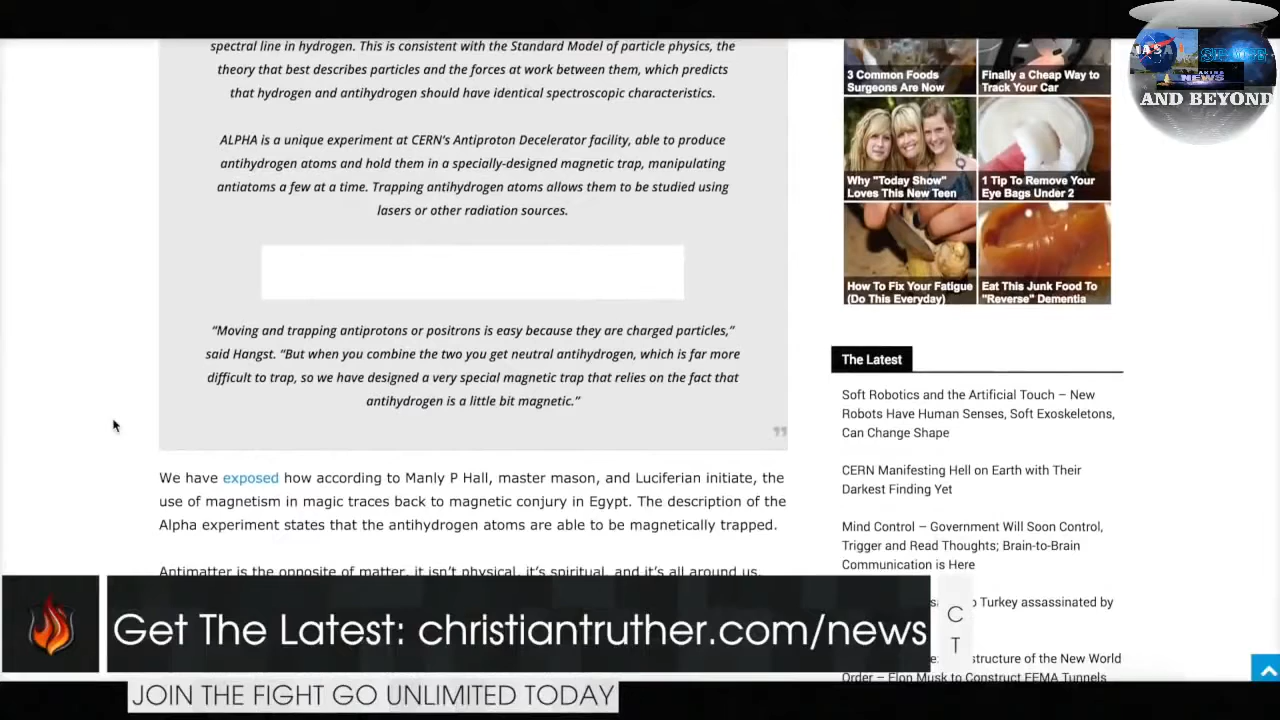 spectral line in hydrogen. This is consistent with the Standard Model of particle physics, the
theory that best describes particles and the forces at work between them, which predicts
that hydrogen and antihydrogen should have identical spectroscopic characteristics.
ALPHA is a unique experiment at CERN's Antiproton Decelerator facility, able to produce
antihydrogen atoms and hold them in a specially-designed magnetic trap, manipulating
antiatoms a few at a time. Trapping antihydrogen atoms allows them to be studied using
lasers or other radiation sources.
“Moving and trapping antiprotons or positrons is easy because they are charged particles,”
said Hangst. “But when you combine the two you get neutral antihydrogen, which is far more
difficult to trap, so we have designed a very special magnetic trap that relies on the fact that
antihydrogen is a little bit magnetic.”
We have exposed how according to Manly P Hall, master mason, and Luciferian initiate, the
use of magnetism in magic traces back to magnetic conjury in Egypt. The description of the
Alpha experiment states that the antihydrogen atoms are able to be magnetically trapped.
Antimatter is the opposite of matter, it isn't physical, it's spiritual, and it's all around us.
3 Common Foods
Surgeons Are Now
Finally a Cheap Way to
Track Your Car
Why "Today Show"
Loves This New Teen
1 Tip To Remove Your
Eye Bags Under 2
How To Fix Your Fatigue
(Do This Everyday)
Eat This Junk Food To
"Reverse" Dementia
The Latest
Soft Robotics and the Artificial Touch – New
Robots Have Human Senses, Soft Exoskeletons,
Can Change Shape
CERN Manifesting Hell on Earth with Their
Darkest Finding Yet
Mind Control – Government Will Soon Control,
Trigger and Read Thoughts; Brain-to-Brain
Communication is Here
Turkey assassinated by
structure of the New World
Order – Elon Musk to Construct FEMA Tunnels
NASA
NEWS
AND BEYOND
Get The Latest: christiantruther.com/news
C
T
JOIN THE FIGHT GO UNLIMITED TODAY